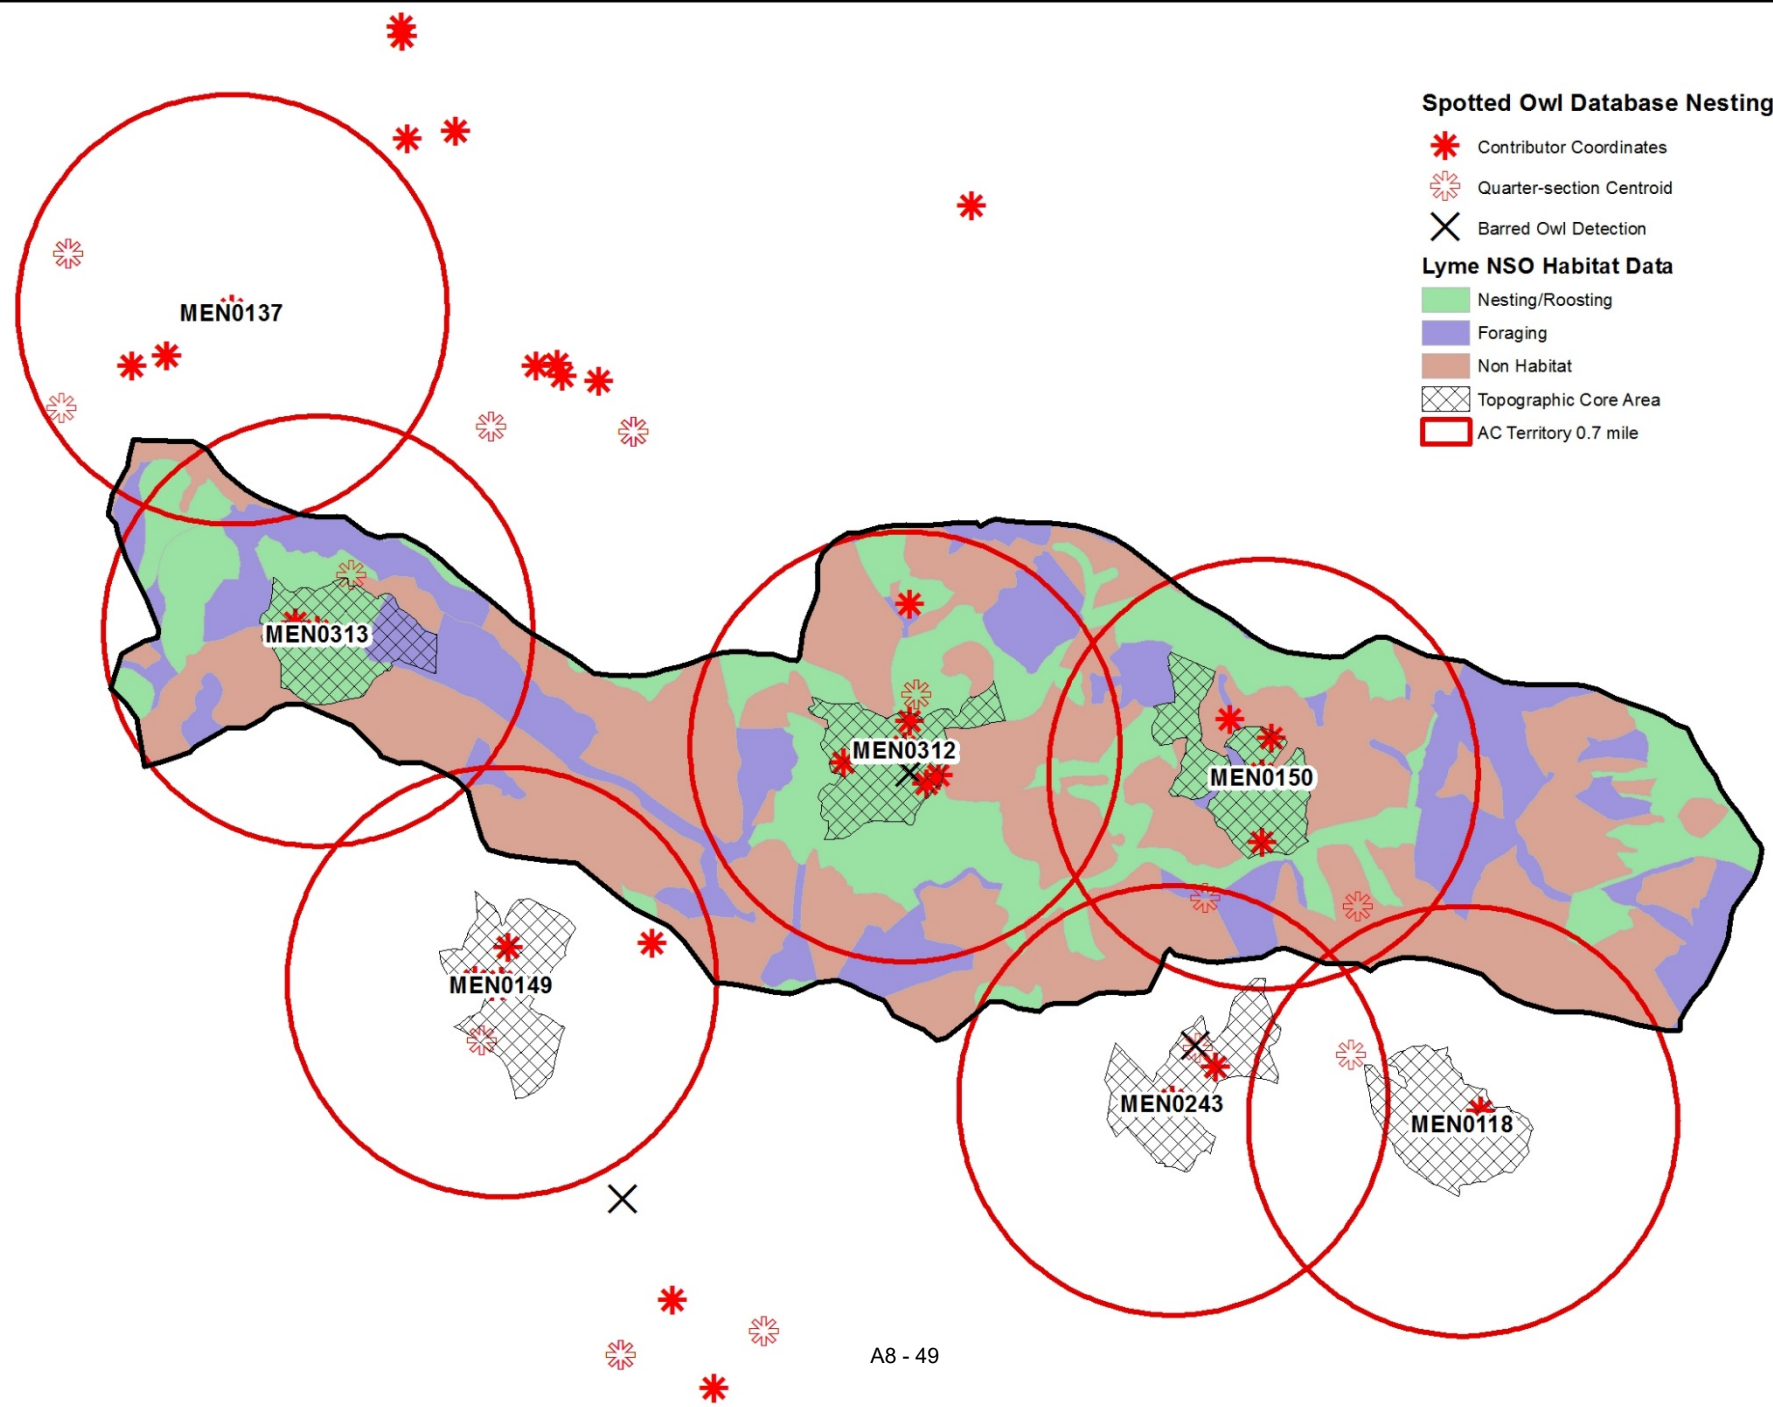 Spotted Owl Database Nesting
Contributor Coordinates
Quarter-section Centroid
Barred Owl Detection
Lyme NSO Habitat Data
Nesting/Roosting
Foraging
Non Habitat
Topographic Core Area
AC Territory 0.7 mile
MEN0137
MEN0313
MEN0312
MEN0150
MEN0149
MEN0243
MEN0118
A8 - 49